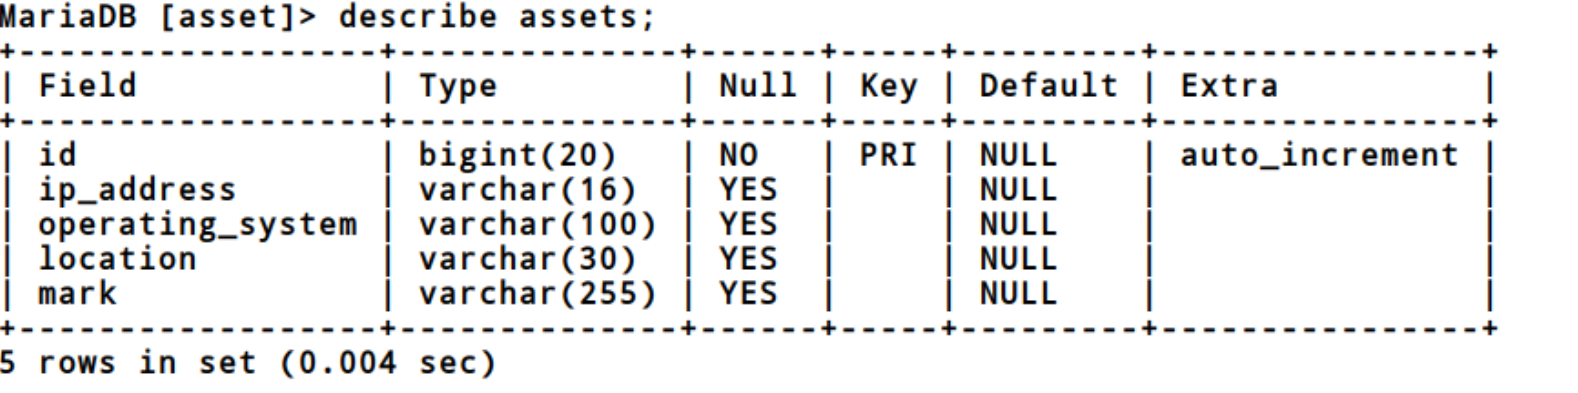 MariaDB [asset]> describe assets;
+------------------+--------------+------+-----+---------+----------------+
| Field            | Type         | Null | Key | Default | Extra          |
+------------------+--------------+------+-----+---------+----------------+
| id               | bigint(20)   | NO   | PRI | NULL    | auto_increment |
| ip_address       | varchar(16)  | YES  |     | NULL    |                |
| operating_system | varchar(100) | YES  |     | NULL    |                |
| location         | varchar(30)  | YES  |     | NULL    |                |
| mark             | varchar(255) | YES  |     | NULL    |                |
+------------------+--------------+------+-----+---------+----------------+
5 rows in set (0.004 sec)